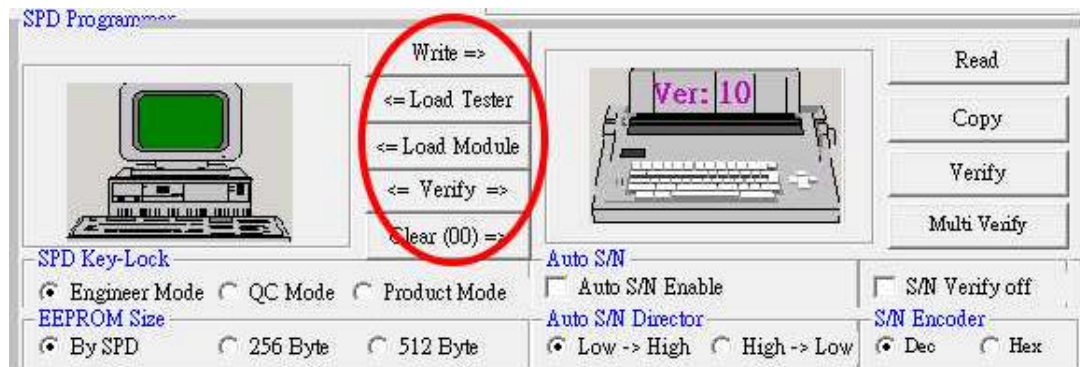 SPD Programmer
Write =>
<= Load Tester
<= Load Module
<= Verify =>
Clear (00) =>
Ver: 10
Read
Copy
Verify
Multi Verify
SPD Key-Lock
Engineer Mode QC Mode Product Mode
Auto S/N
Auto S/N Enable
S/N Verify off
EEPROM Size
By SPD 256 Byte 512 Byte
Auto S/N Director
Low -> High High -> Low
S/N Encoder
Dec Hex